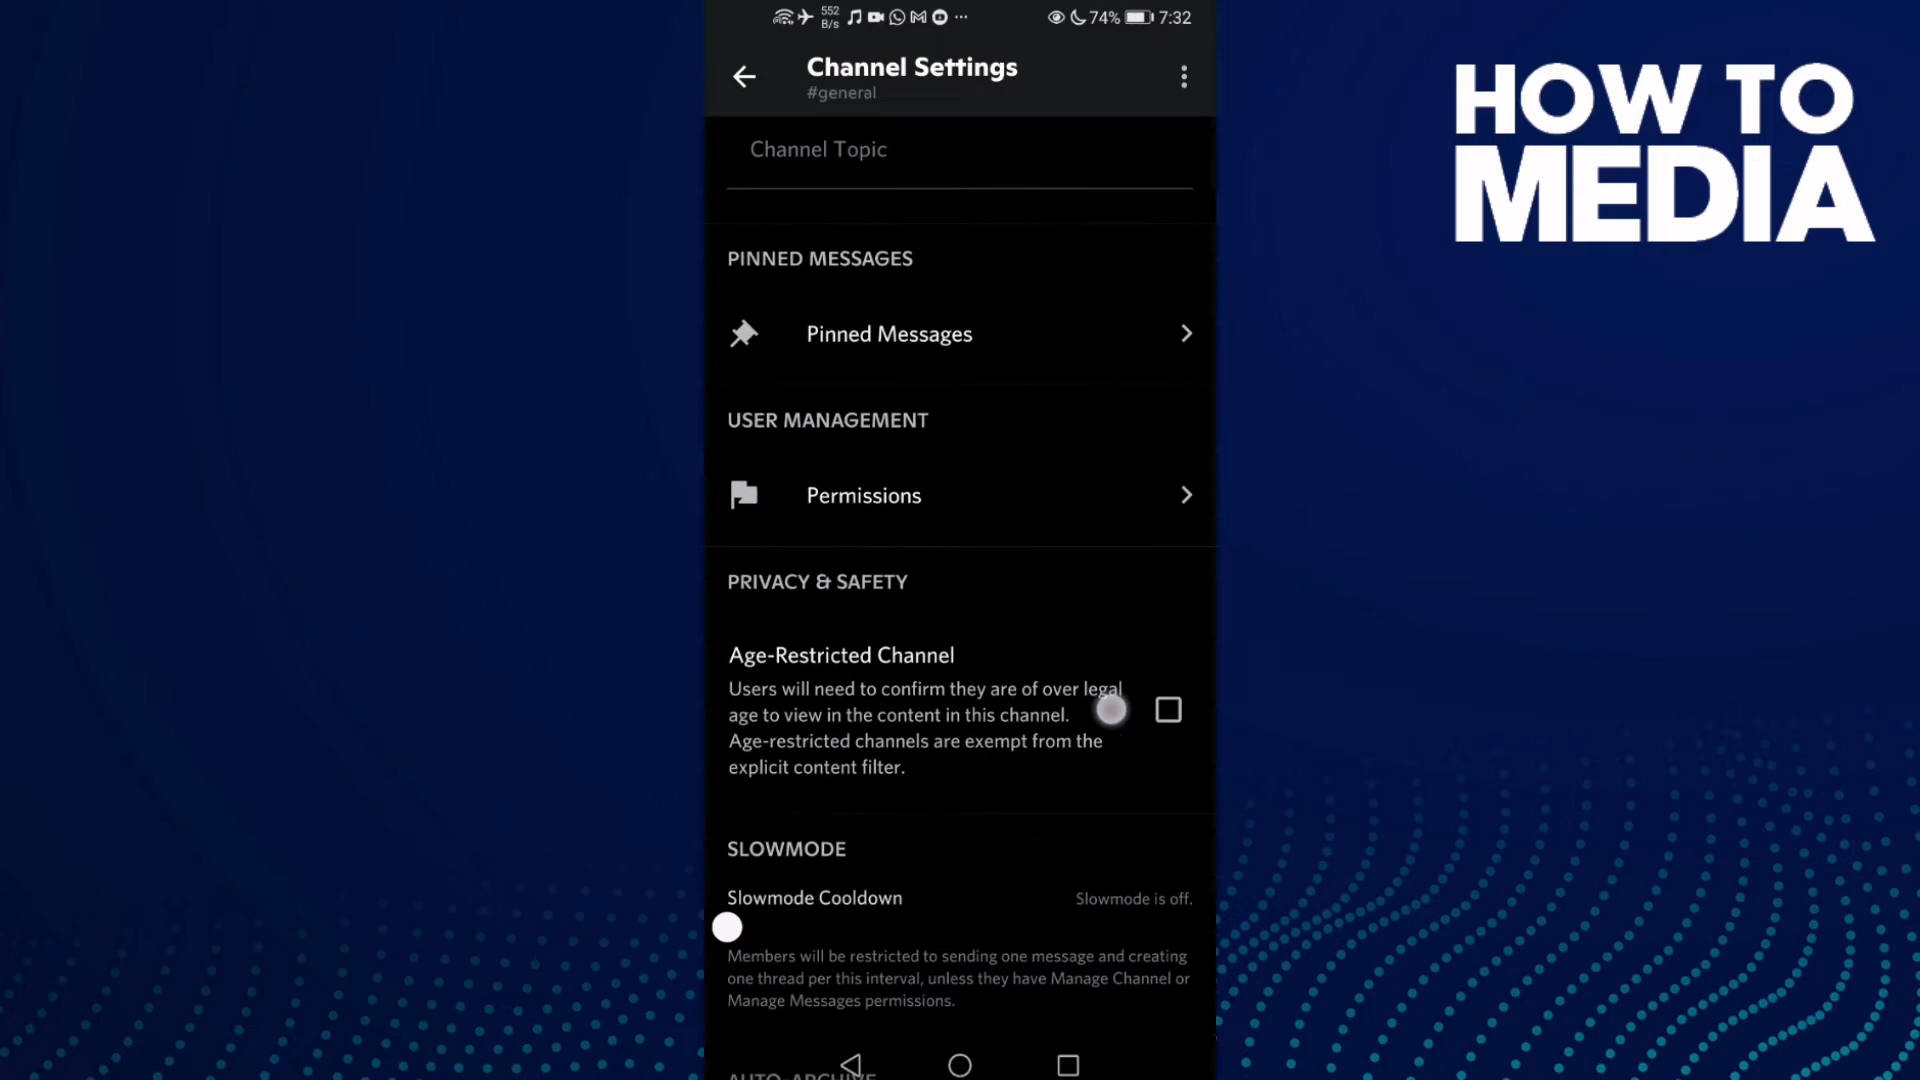 552
B/s
74%
7:32
Channel Settings
#general
HOW TO
MEDIA
Channel Topic
PINNED MESSAGES
Pinned Messages
USER MANAGEMENT
Permissions
PRIVACY & SAFETY
Age-Restricted Channel
Users will need to confirm they are of over legal
age to view in the content in this channel.
Age-restricted channels are exempt from the
explicit content filter.
SLOWMODE
Slowmode Cooldown
Slowmode is off.
Members will be restricted to sending one message and creating
one thread per this interval, unless they have Manage Channel or
Manage Messages permissions.
AUTO-ARCHIVE